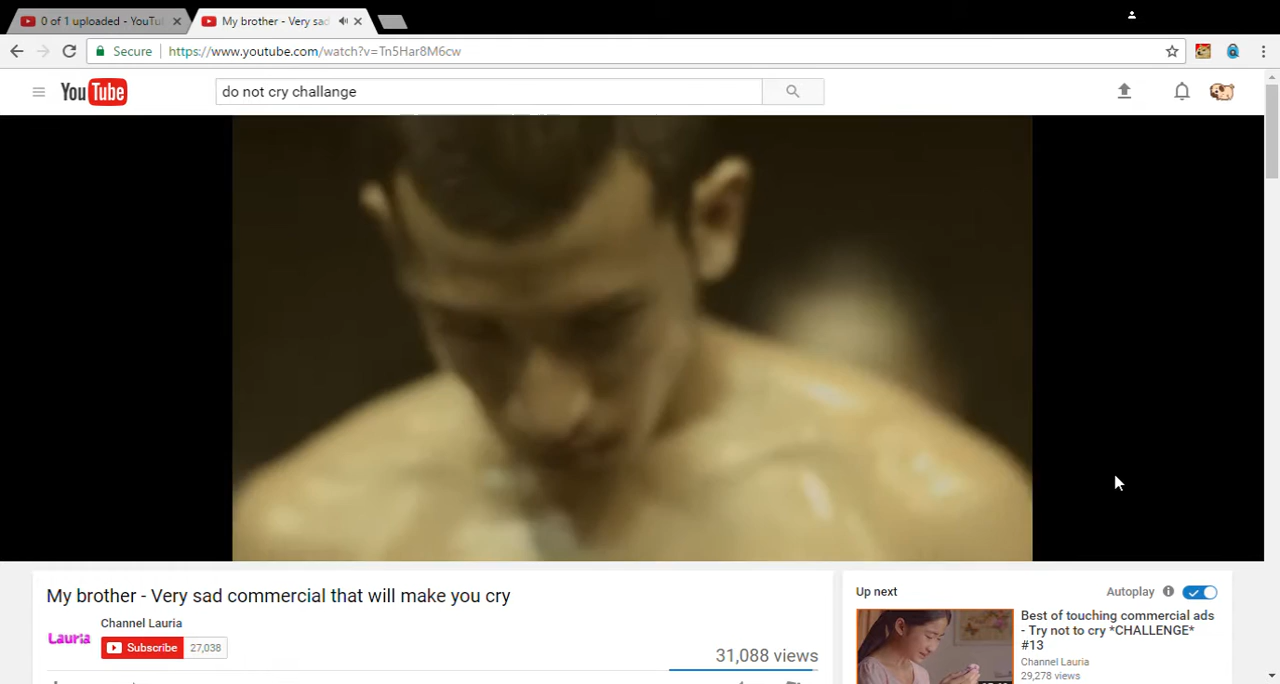 0 of 1 uploaded - YouTu
My brother - Very sad
Secure https://www.youtube.com/watch?v=Tn5Har8M6cw
YouTube
do not cry challange
My brother - Very sad commercial that will make you cry
Lauria
Channel Lauria
Subscribe 27,038
31,088 views
Up next
Autoplay
Best of touching commercial ads
- Try not to cry *CHALLENGE*
#13
Channel Lauria
29,278 views